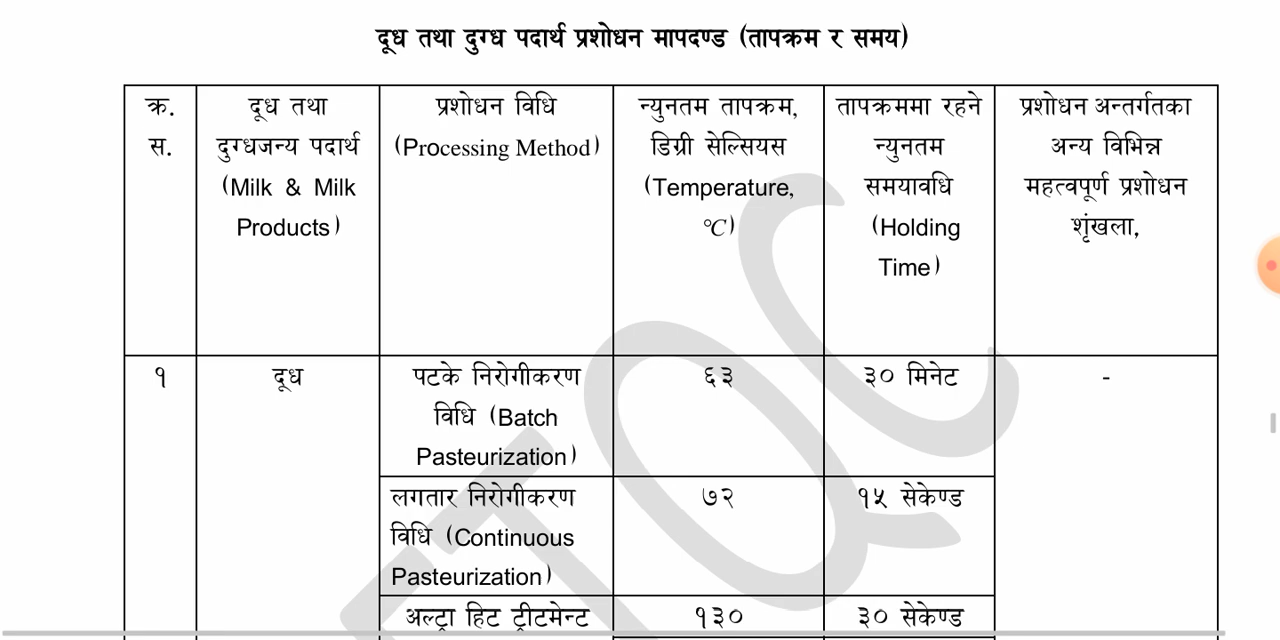 दूध तथा दुग्ध पदार्थ प्रशोधन मापदण्ड (तापक्रम र समय)
क्र.
स.
दूध तथा
दुग्धजन्य पदार्थ
(Milk & Milk
Products)
प्रशोधन विधि
(Processing Method)
न्युनतम तापक्रम,
डिग्री सेल्सियस
(Temperature,
°C)
तापक्रममा रहने
न्युनतम
समयावधि
(Holding
Time)
प्रशोधन अन्तर्गतका
अन्य विभिन्न
महत्वपूर्ण प्रशोधन
शृंखला,
१
दूध
पटके निरोगीकरण
विधि (Batch
Pasteurization)
६३
३० मिनेट
-
लगतार निरोगीकरण
विधि (Continuous
Pasteurization)
७२
१५ सेकेण्ड
अल्ट्रा हिट ट्रीटमेन्ट
१३०
३० सेकेण्ड